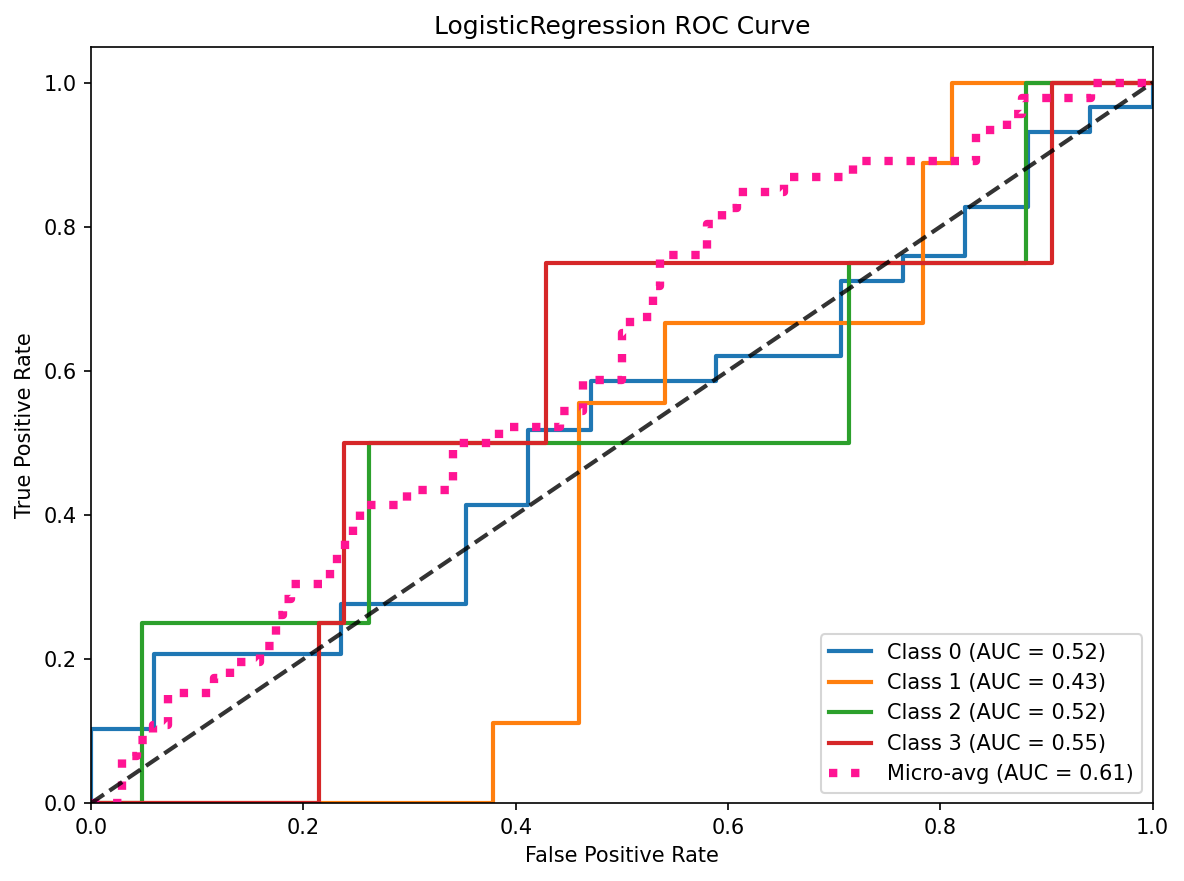 LogisticRegression ROC Curve
True Positive Rate
1.0
0.8
0.6
0.4
0.2
0.0
0.0 0.2 0.4 0.6 0.8 1.0
False Positive Rate
Class 0 (AUC = 0.52)
Class 1 (AUC = 0.43)
Class 2 (AUC = 0.52)
Class 3 (AUC = 0.55)
Micro-avg (AUC = 0.61)